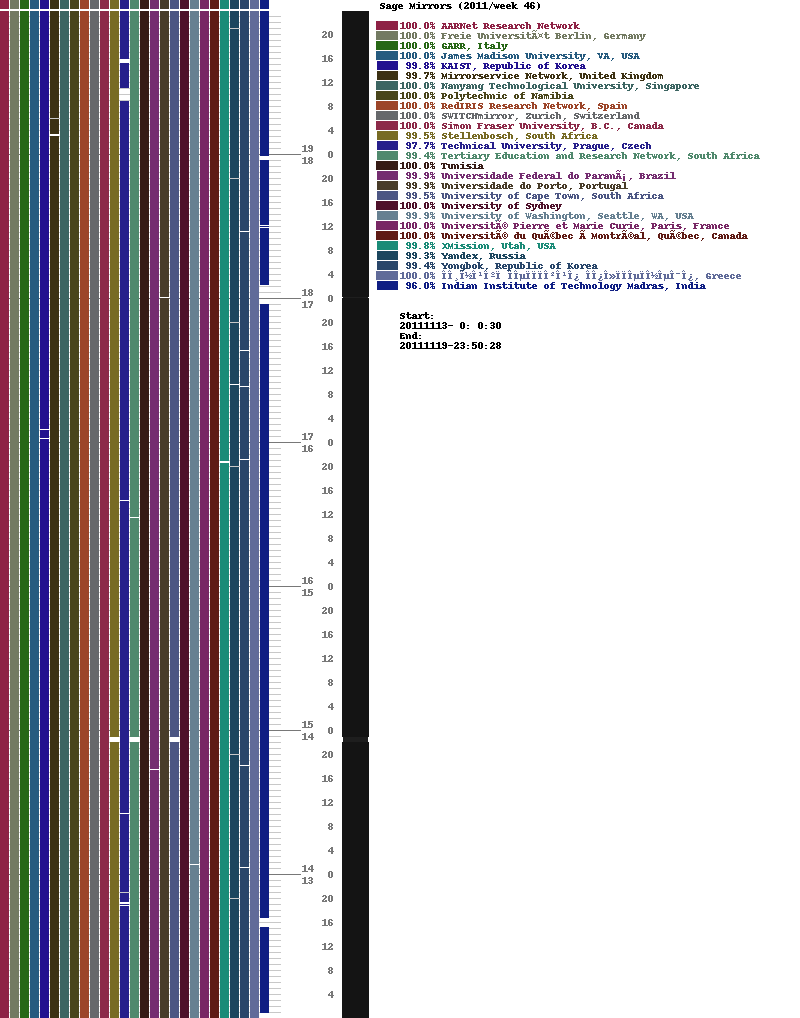 Sage Mirrors (2011/week 46)
100.0% AARNet Research Network
100.0% Freie UniversitÃ¤t Berlin, Germany
100.0% GARR, Italy
100.0% James Madison University, VA, USA
99.8% KAIST, Republic of Korea
99.7% Mirrorservice Network, United Kingdom
100.0% Nanyang Technological University, Singapore
100.0% Polytechnic of Namibia
100.0% RedIRIS Research Network, Spain
100.0% SWITCHmirror, Zurich, Switzerland
100.0% Simon Fraser University, B.C., Canada
99.5% Stellenbosch, South Africa
97.7% Technical University, Prague, Czech
99.4% Tertiary Education and Research Network, South Africa
100.0% Tunisia
99.9% Universidade Federal do ParanÃ¡, Brazil
99.9% Universidade do Porto, Portugal
99.5% University of Cape Town, South Africa
100.0% University of Sydney
99.9% University of Washington, Seattle, WA, USA
100.0% UniversitÃ© Pierre et Marie Curie, Paris, France
100.0% UniversitÃ© du QuÃ©bec Ã MontrÃ©al, QuÃ©bec, Canada
99.8% XMission, Utah, USA
99.3% Yandex, Russia
99.4% Yongbok, Republic of Korea
100.0% Greece
96.0% Indian Institute of Technology Madras, India
Start:
20111113- 0: 0:30
End:
20111119-23:50:28
20
16
12
8
4
19
0
18
20
16
12
8
4
18
0
17
20
16
12
8
4
17
0
16
20
16
12
8
4
16
0
15
20
16
12
8
4
15
0
14
20
16
12
8
4
14
0
13
20
16
12
8
4